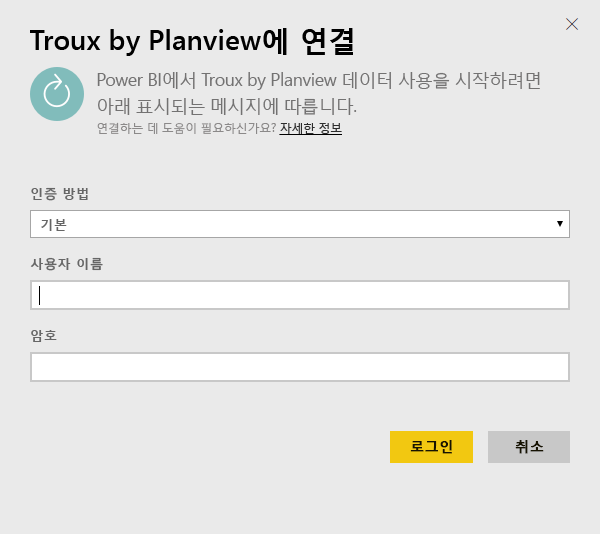 Troux by Planview에 연결
Power BI에서 Troux by Planview 데이터 사용을 시작하려면
아래 표시되는 메시지에 따릅니다.
연결하는 데 도움이 필요하신가요? 자세한 정보
인증 방법
기본
사용자 이름
암호
로그인 취소